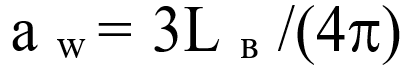 a w = 3L в /(4π)